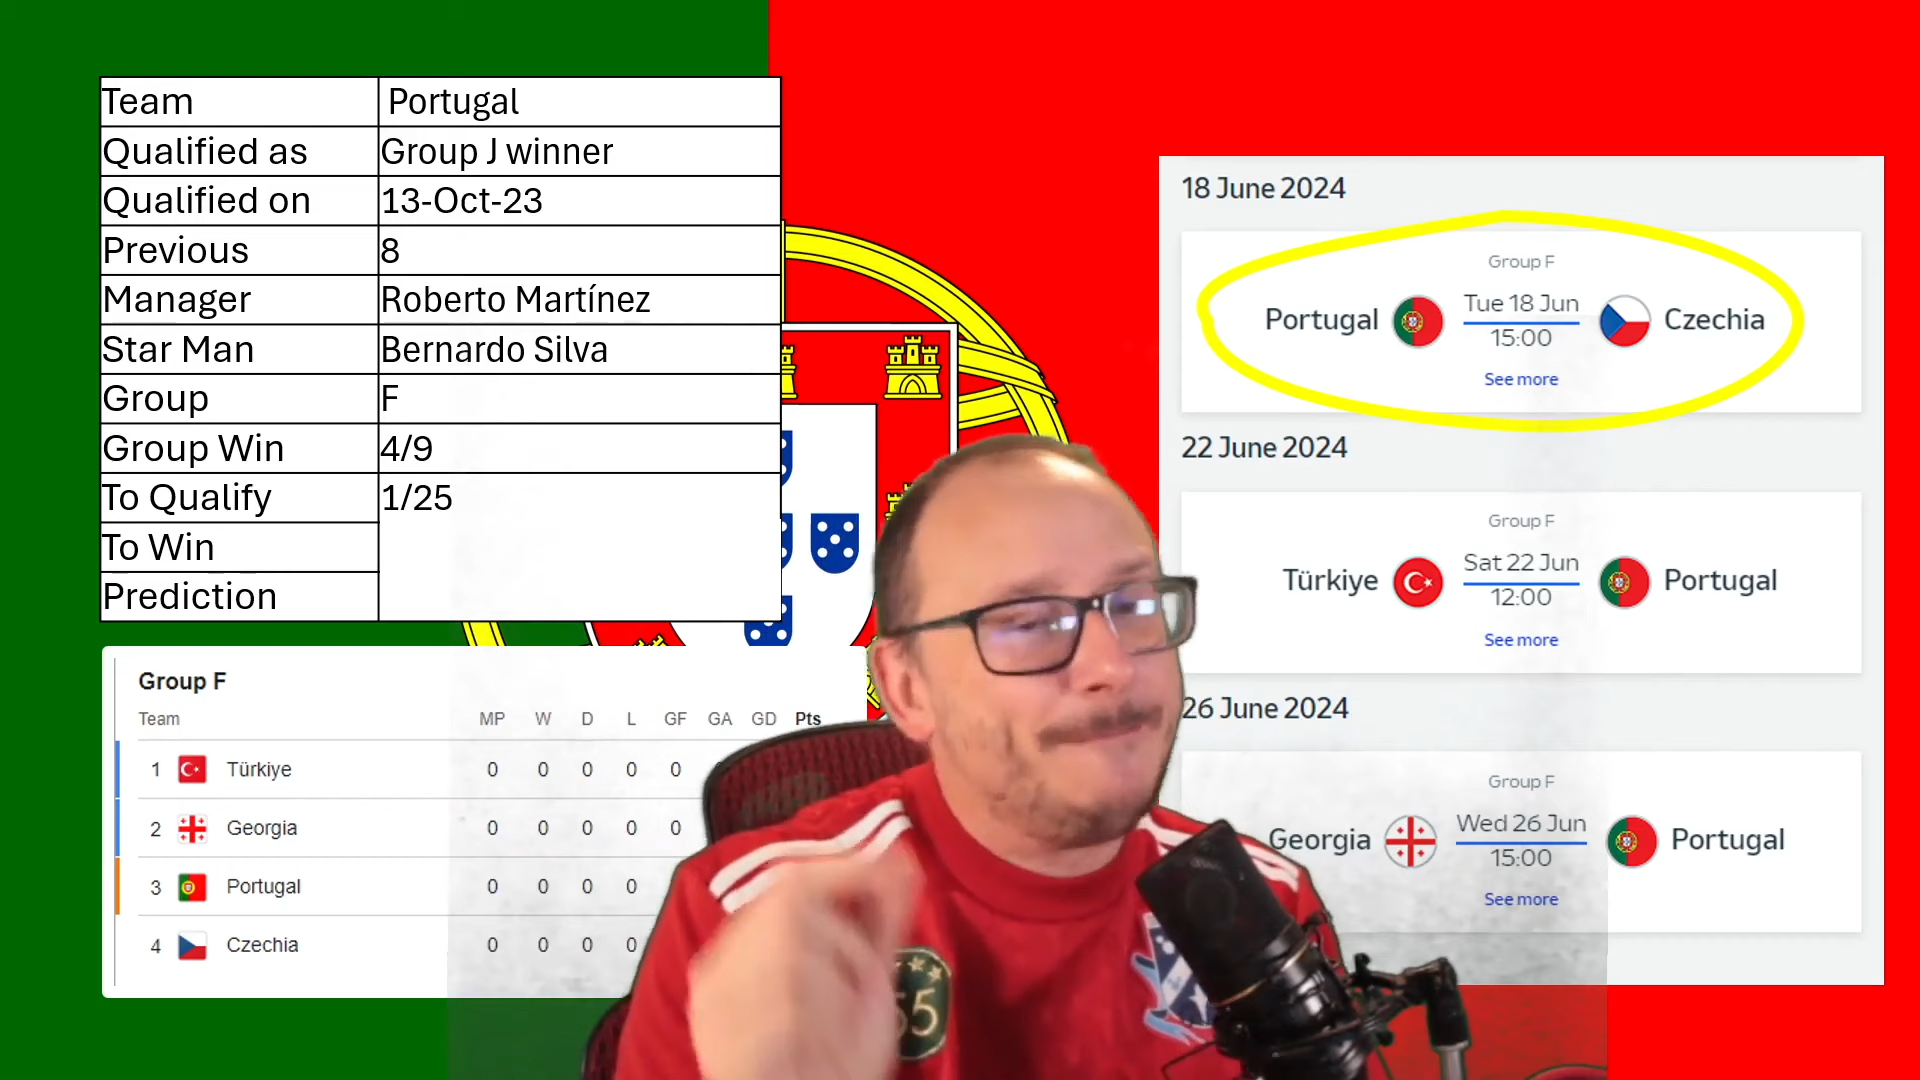 Team Portugal
Qualified as Group J winner
Qualified on 13-Oct-23
Previous 8
Manager Roberto Martínez
Star Man Bernardo Silva
Group F
Group Win 4/9
To Qualify 1/25
To Win
Prediction
Group F
Team MP W D L GF GA GD Pts
1 Türkiye 0 0 0 0 0
2 Georgia 0 0 0 0 0
3 Portugal 0 0 0 0
4 Czechia 0 0 0 0
18 June 2024
Group F
Portugal Tue 18 Jun Czechia
15:00
See more
22 June 2024
Group F
Türkiye Sat 22 Jun Portugal
12:00
See more
26 June 2024
Group F
Georgia Wed 26 Jun Portugal
15:00
See more